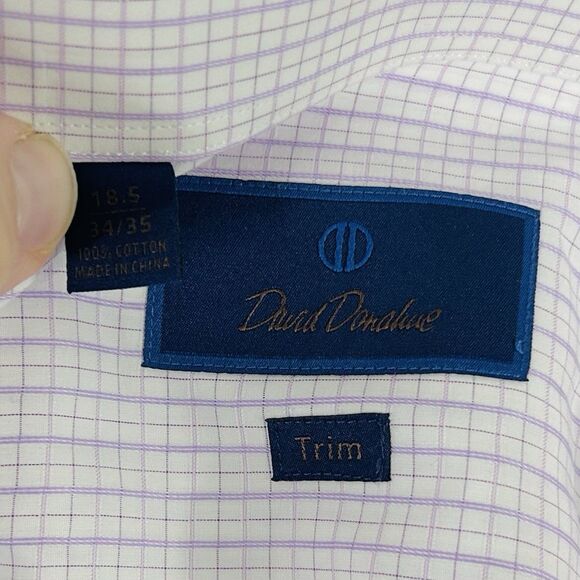 18.5
34/35
100% COTTON
MADE IN CHINA
David Donahue
Trim